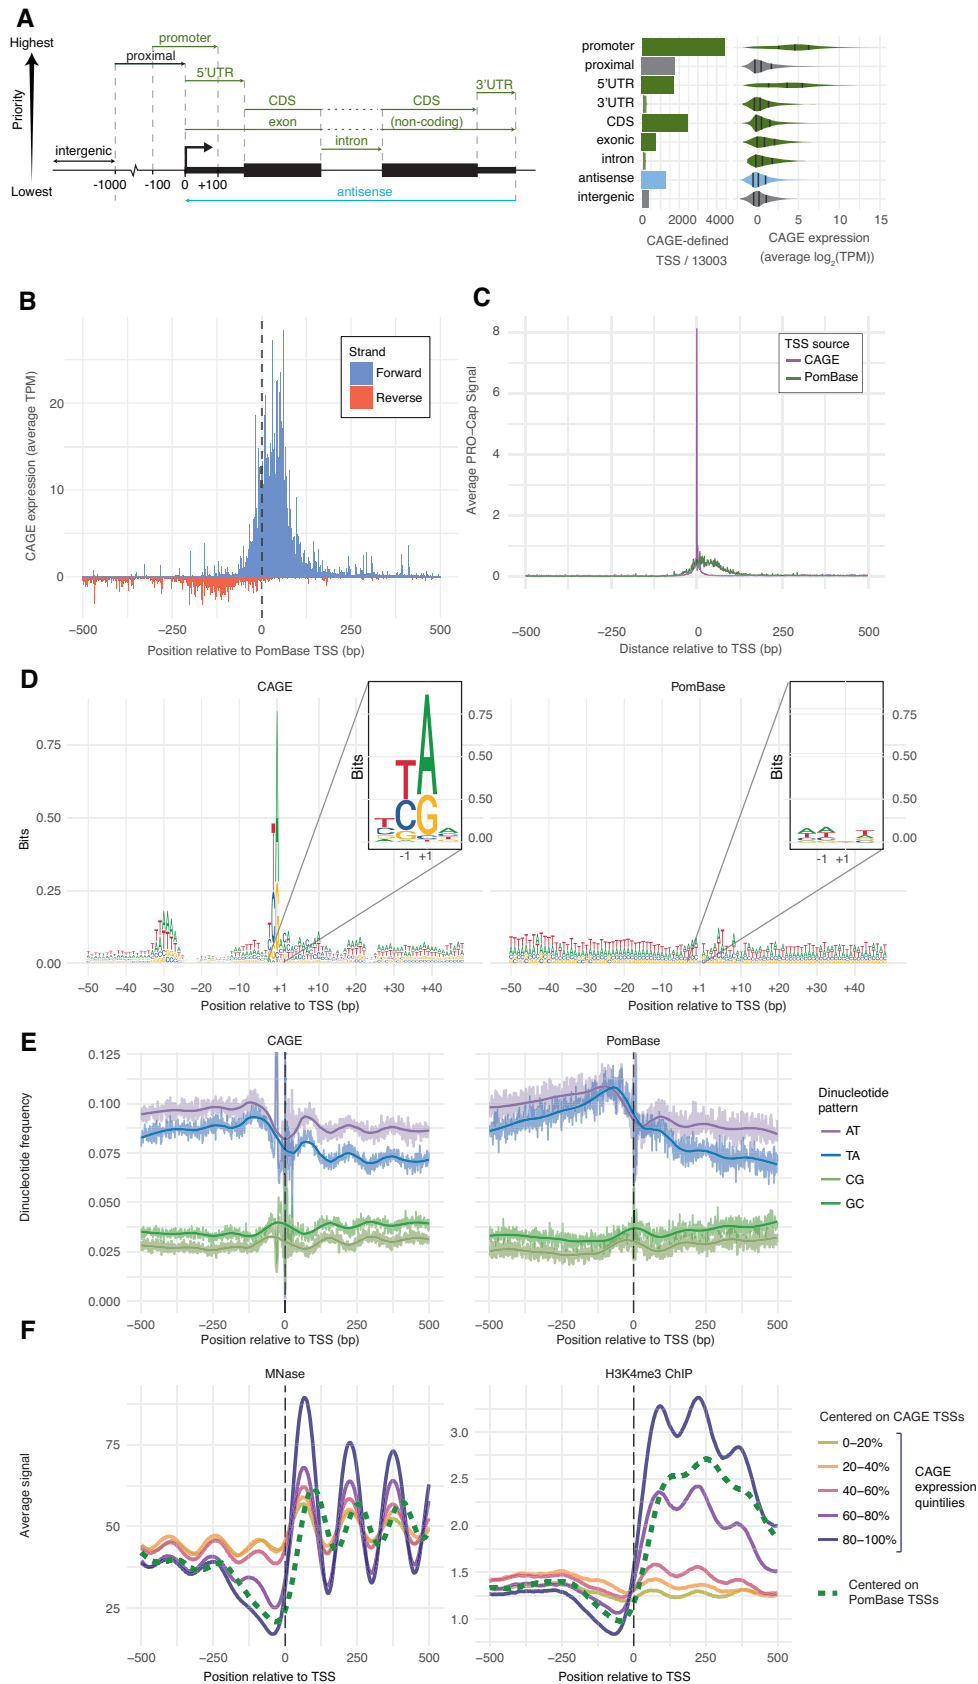 A
Highest
Priority
Lowest
promoter
proximal
5'UTR
3'UTR
CDS
CDS
exon
(non-coding)
intron
intergenic
-1000
-100
0
+100
antisense
promoter
proximal
5'UTR
3'UTR
CDS
exonic
intron
antisense
intergenic
0 2000 4000
CAGE-defined
TSS / 13003
0 5 10 15
CAGE expression
(average log2(TPM))
B
CAGE expression (average TPM)
20
10
0
Strand
Forward
Reverse
−500 −250 0 250 500
Position relative to PomBase TSS (bp)
C
Average PRO−Cap Signal
8
6
4
2
0
TSS source
CAGE
PomBase
−500 −250 0 250 500
Distance relative to TSS (bp)
D
CAGE
Bits
0.75
0.50
0.25
0.00
Bits
0.75
0.50
0.50
0.00
T C T C G A G A
-1 +1
−50 −40 −30 −20 −10 +1 +10 +20 +30 +40
Position relative to TSS (bp)
PomBase
Bits
0.75
0.50
0.50
0.00
-1 +1
−50 −40 −30 −20 −10 +1 +10 +20 +30 +40
Position relative to TSS (bp)
E
CAGE
Dinucleotide frequency
0.125
0.100
0.075
0.050
0.025
0.000
−500 −250 0 250 500
Position relative to TSS (bp)
PomBase
−500 −250 0 250 500
Position relative to TSS (bp)
Dinucleotide
pattern
AT
TA
CG
GC
F
MNase
Average signal
75
50
25
−500 −250 0 250 500
Position relative to TSS
H3K4me3 ChIP
3.0
2.5
2.0
1.5
1.0
−500 −250 0 250 500
Position relative to TSS
Centered on CAGE TSSs
0−20%
20−40%
40−60%
60−80%
80−100%
CAGE
expression
quintilies
Centered on
PomBase TSSs